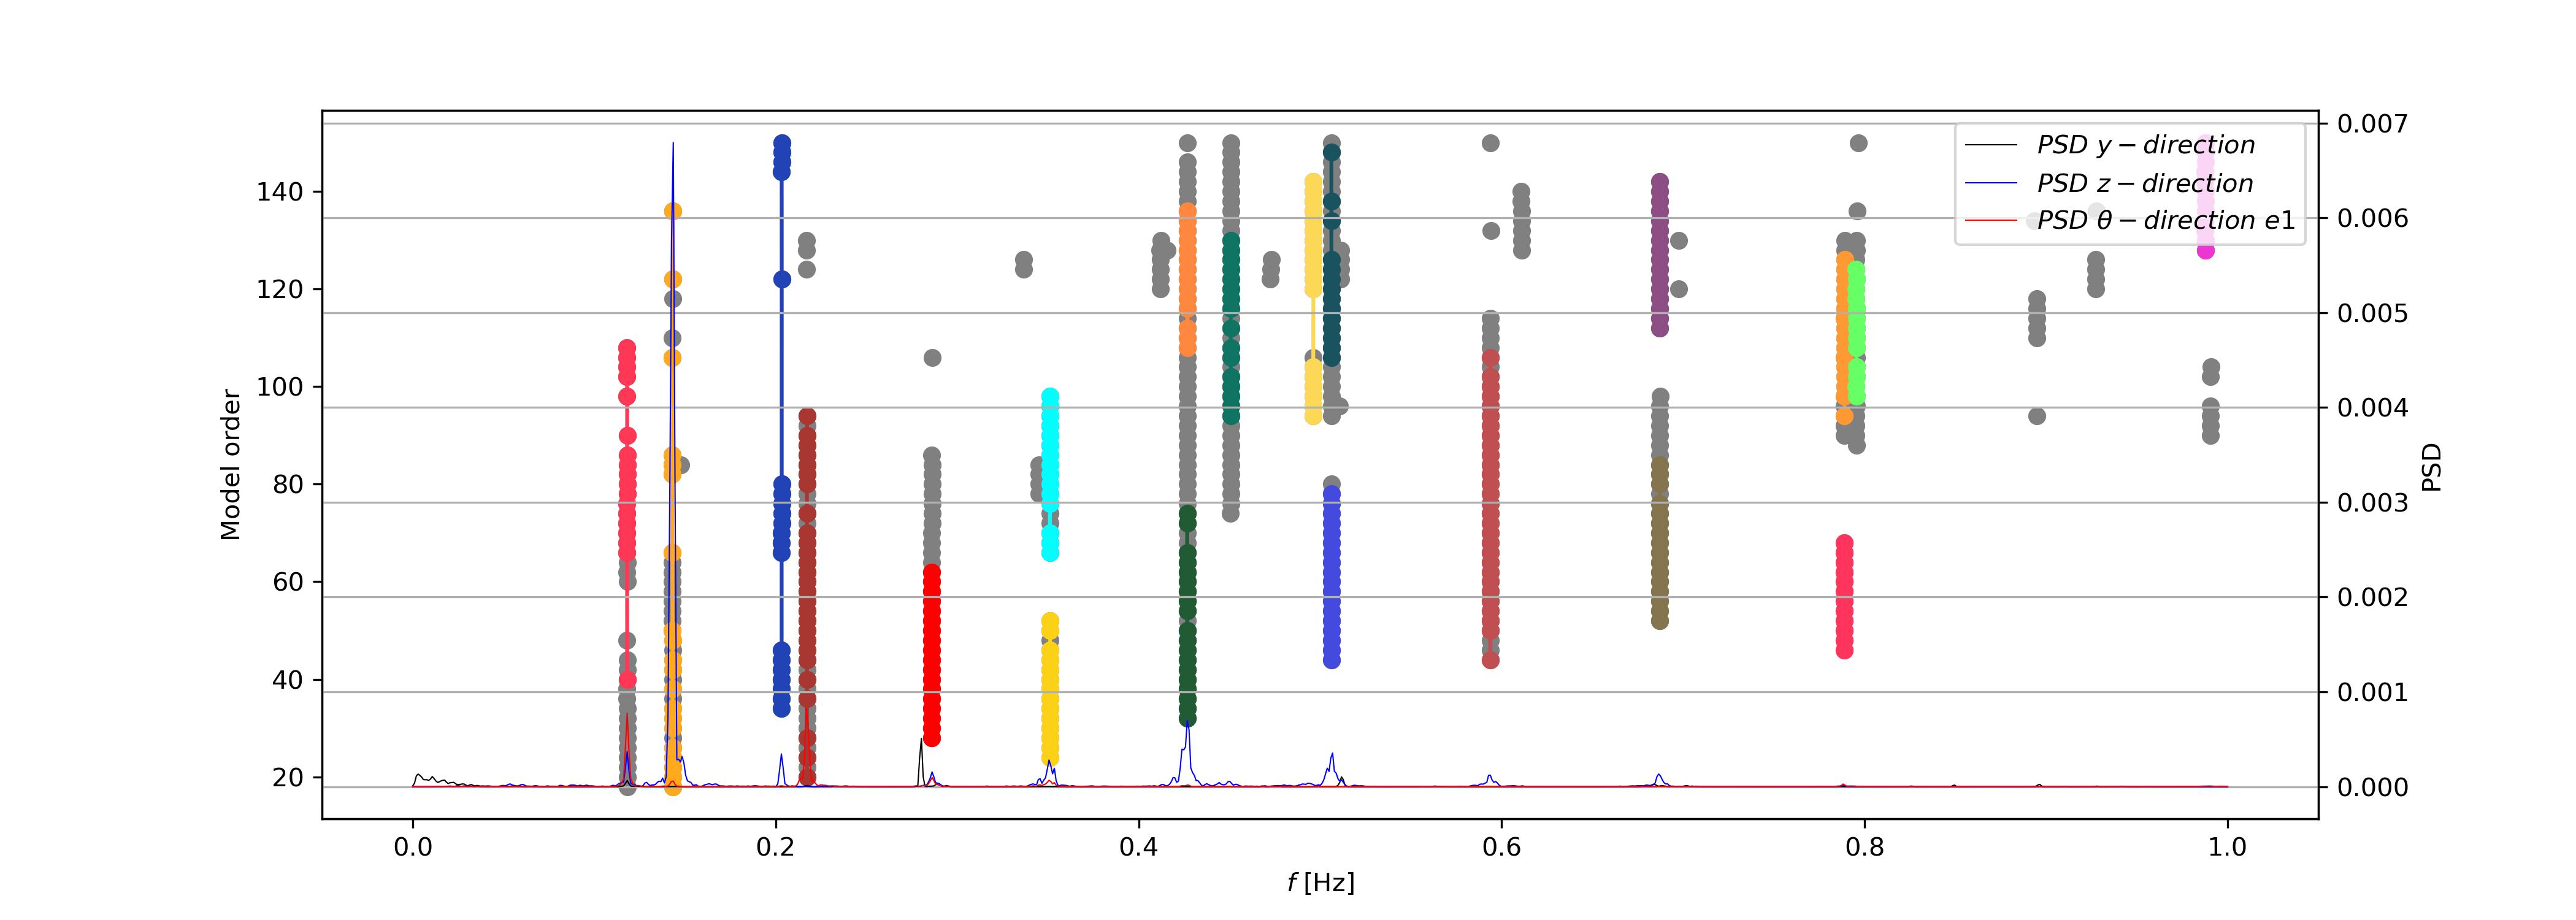 PSD y − direction
PSD z − direction
PSD θ − direction e1
Model order
140
120
100
80
60
40
20
0.007
0.006
0.005
0.004
0.003
0.002
0.001
0.000
PSD
0.0 0.2 0.4 0.6 0.8 1.0
f [Hz]